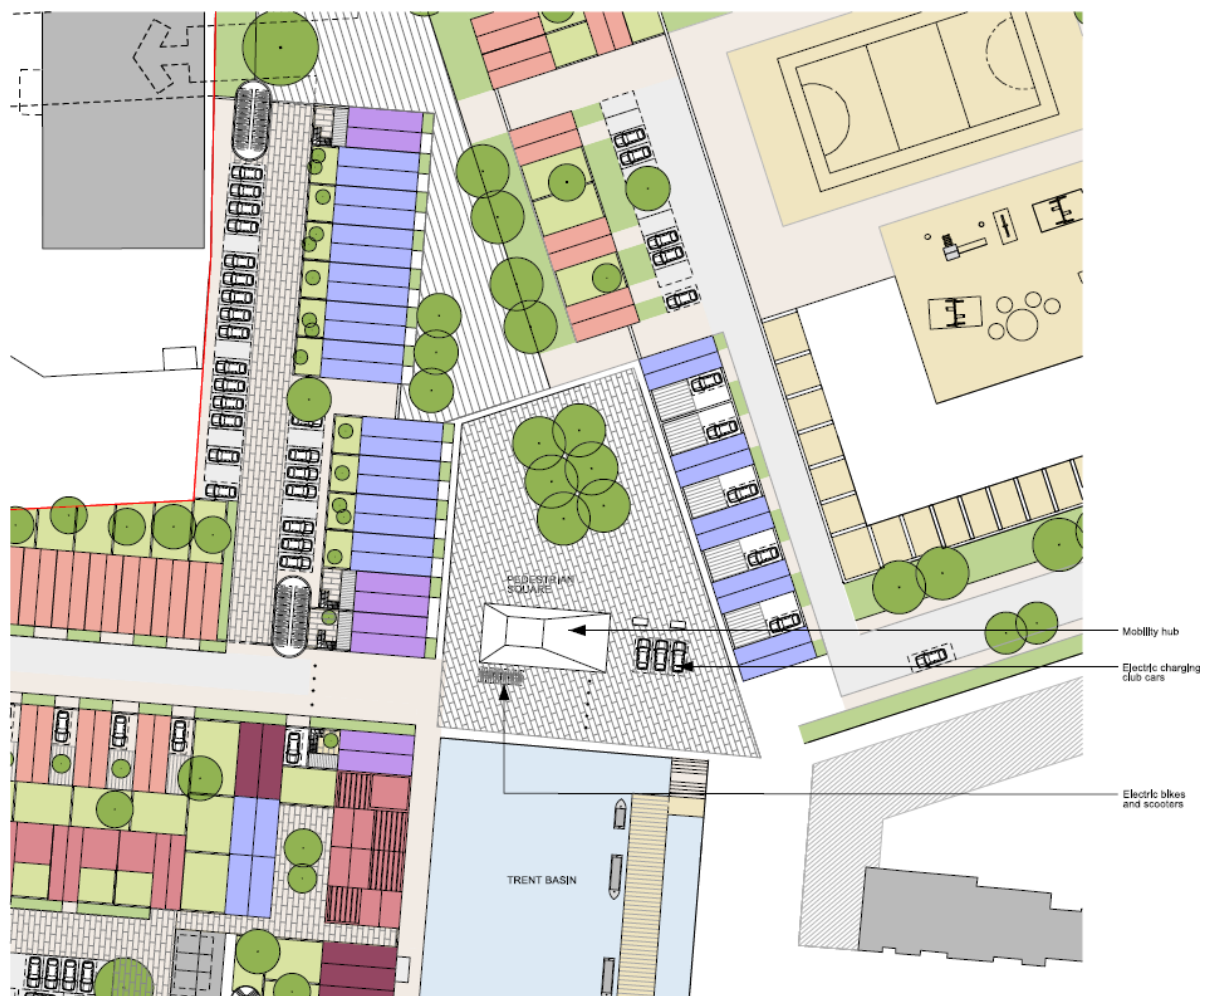 PEDESTRIAN
SQUARE
Mobility hub
Electric charging
club cars
Electric bikes
and scooters
TRENT BASIN